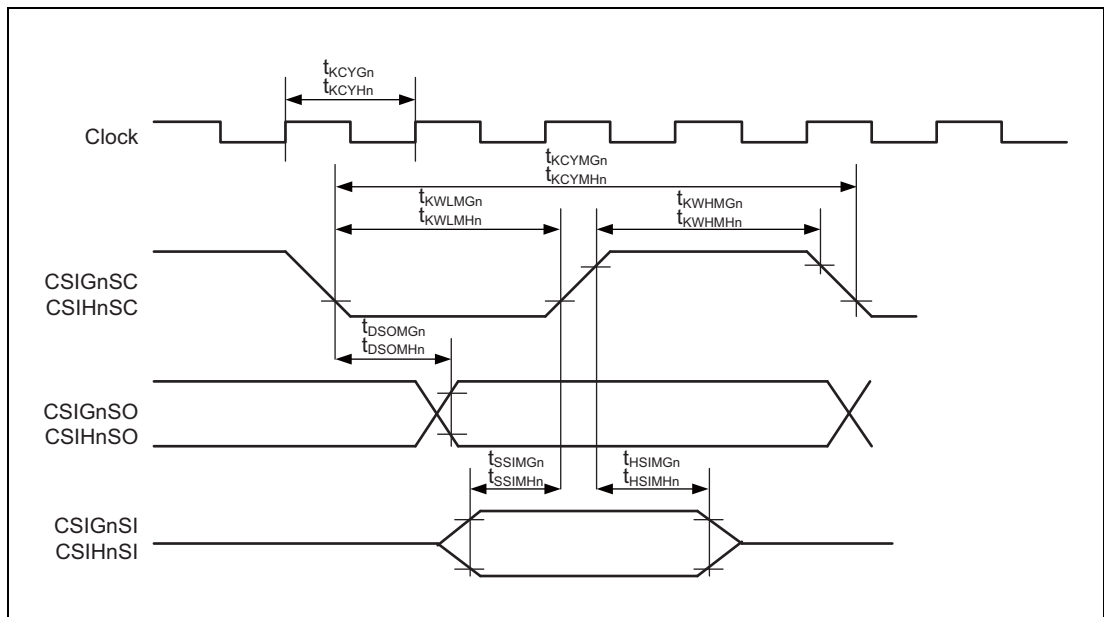 tKCYGn
tKCYHn
Clock
tKCYMGn
tKCYMHn
tKWLMGn
tKWLMHn
tKWHMGn
tKWHMHn
CSIGnSC
CSIHnSC
tDSOMGn
tDSOMHn
CSIGnSO
CSIHnSO
tSSIMGn
tSSIMHn
tHSIMGn
tHSIMHn
CSIGnSI
CSIHnSI